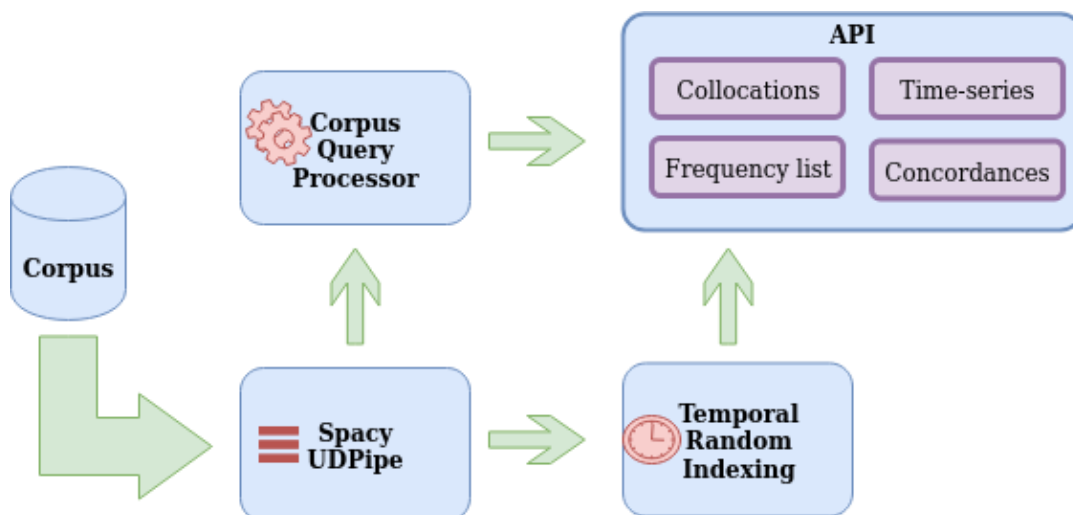 API
Collocations
Time-series
Frequency list
Concordances
Corpus
Query
Processor
Corpus
Spacy
UDPipe
Temporal
Random
Indexing